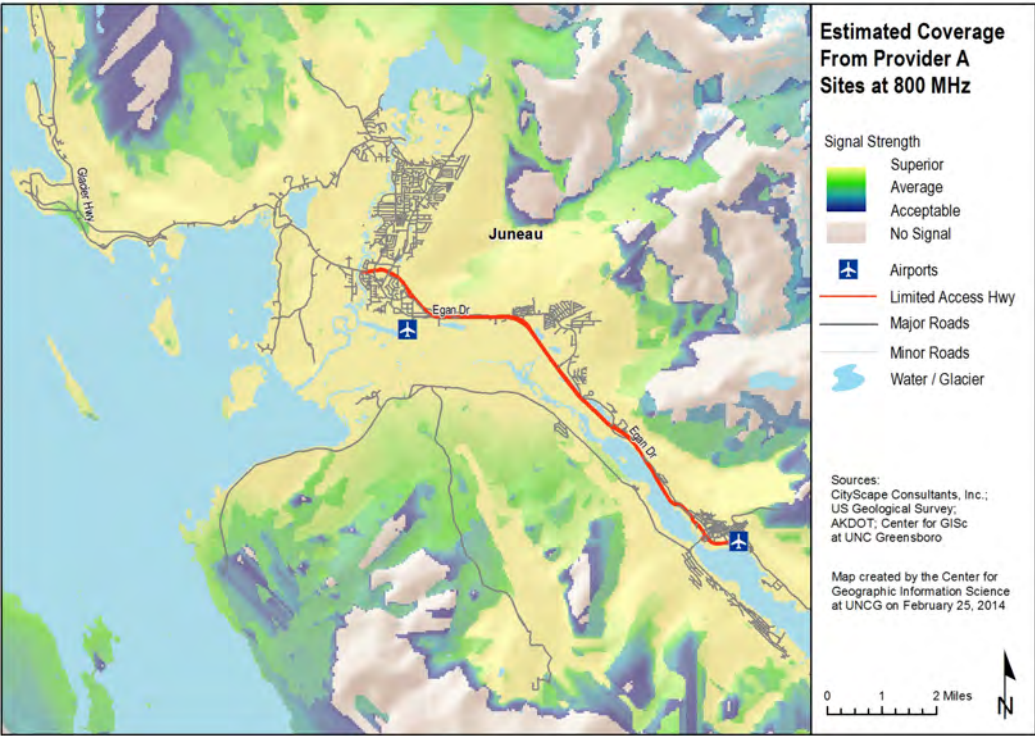 Estimated Coverage
From Provider A
Sites at 800 MHz
Signal Strength
Superior
Average
Acceptable
No Signal
Airports
Limited Access Hwy
Major Roads
Minor Roads
Water / Glacier
Sources:
CityScape Consultants, Inc.;
US Geological Survey;
AKDOT; Center for GISc
at UNC Greensboro
Map created by the Center for
Geographic Information Science
at UNCG on February 25, 2014
0 1 2 Miles
N
Glacier Hwy
Juneau
Egan Dr
Egan Dr